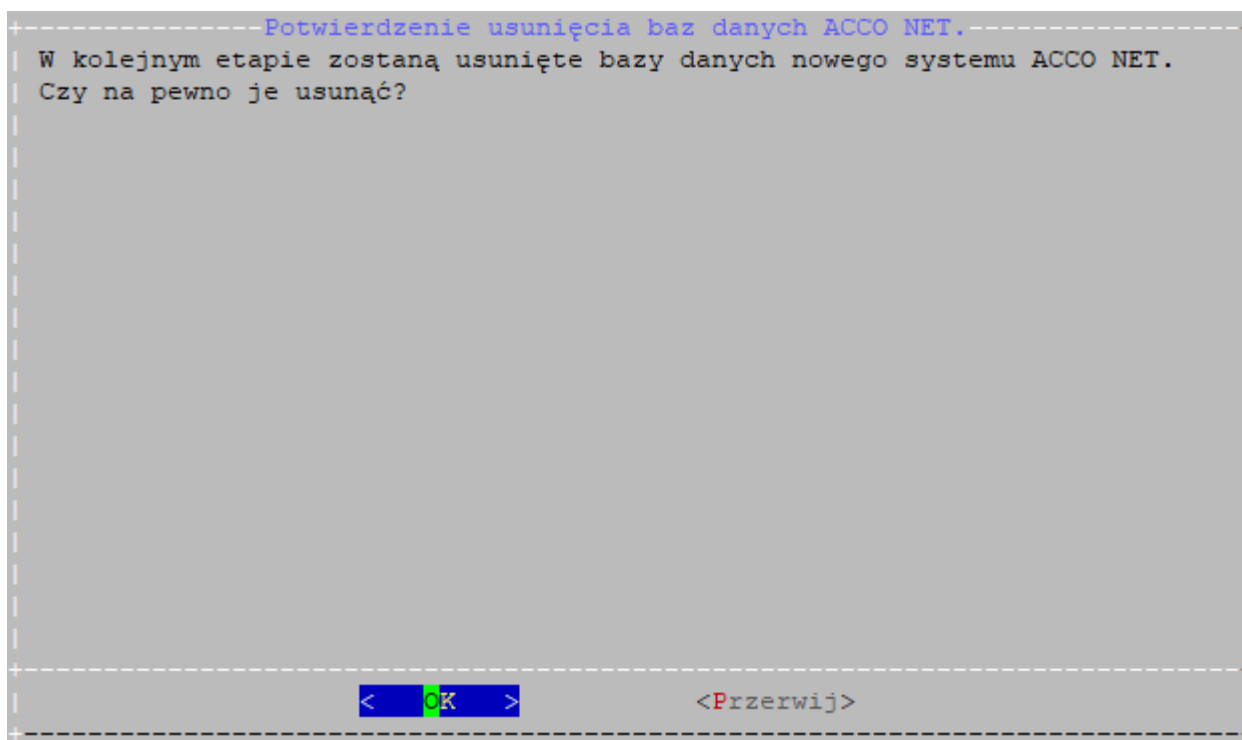 Potwierdzenie usunięcia baz danych ACCO NET.
W kolejnym etapie zostaną usunięte bazy danych nowego systemu ACCO NET.
Czy na pewno je usunąć?
< OK > <Przerwij>